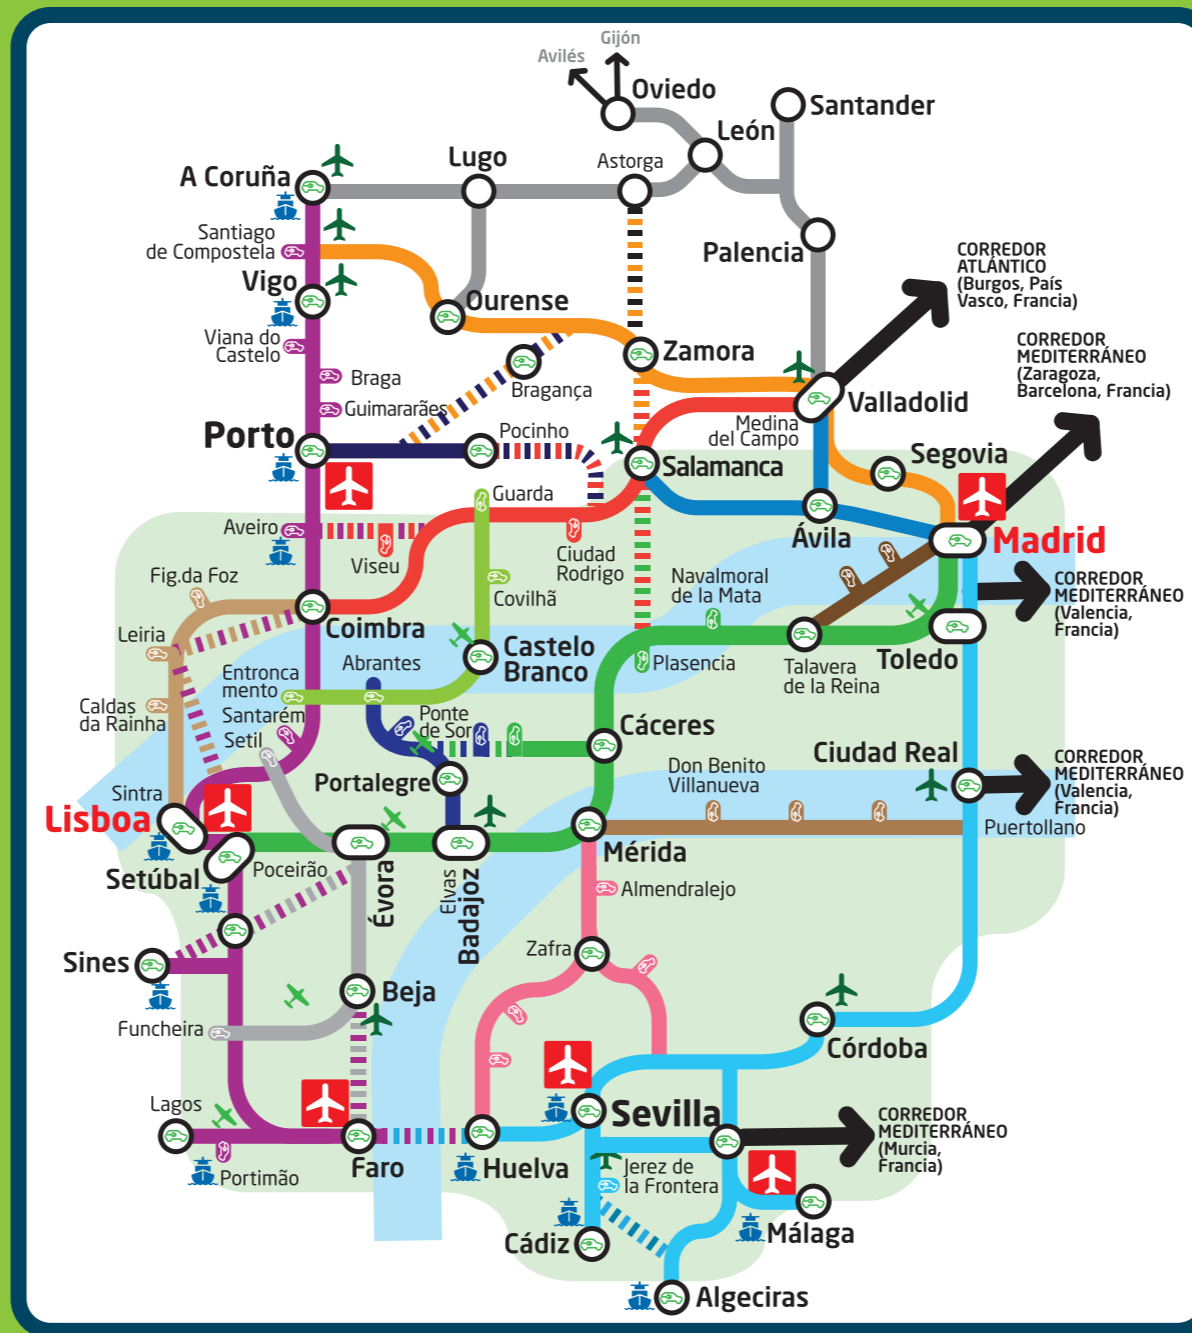 Gijón
Avilés
Oviedo
Santander
León
Lugo
Astorga
A Coruña
Santiago
de Compostela
Palencia
CORREDOR
ATLÁNTICO
(Burgos, País
Vasco, Francia)
Vigo
Ourense
Viana do
Castelo
Zamora
CORREDOR
MEDITERRÁNEO
(Zaragoza,
Barcelona, Francia)
Braga
Bragança
Guimararães
Valladolid
Medina
del Campo
Porto
Pocinho
Salamanca
Segovia
Guarda
Aveiro
Viseu
Ciudad
Rodrigo
Ávila
Madrid
Fig.da Foz
Covilhã
Navalmoral
de la Mata
CORREDOR
MEDITERRÁNEO
(Valencia,
Francia)
Leiria
Coimbra
Castelo
Branco
Abrantes
Plasencia
Talavera
de la Reina
Toledo
Entronca
mento
Caldas
da Rainha
Santarém
Setil
Ponte
de Sor
Cáceres
Ciudad Real
CORREDOR
MEDITERRÁNEO
(Valencia,
Francia)
Portalegre
Don Benito
Villanueva
Sintra
Lisboa
Puertollano
Setúbal
Poceirão
Évora
Elvas
Badajoz
Mérida
Almendralejo
Zafra
Sines
Beja
Funcheira
Córdoba
Lagos
Portimão
Faro
Huelva
Sevilla
CORREDOR
MEDITERRÁNEO
(Murcia,
Francia)
Jerez de
la Frontera
Cádiz
Málaga
Algeciras